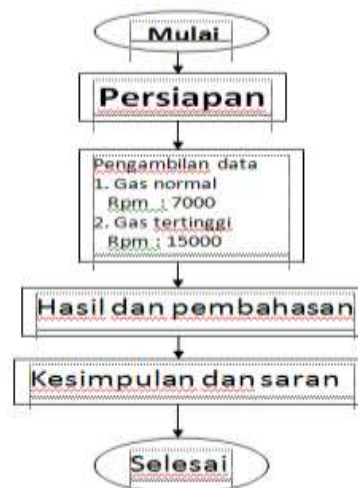 Mulai
Persiapan
Pengambilan data
1. Gas normal
Rpm : 7000
2. Gas tertinggi
Rpm : 15000
Hasil dan pembahasan
Kesimpulan dan saran
Selesai